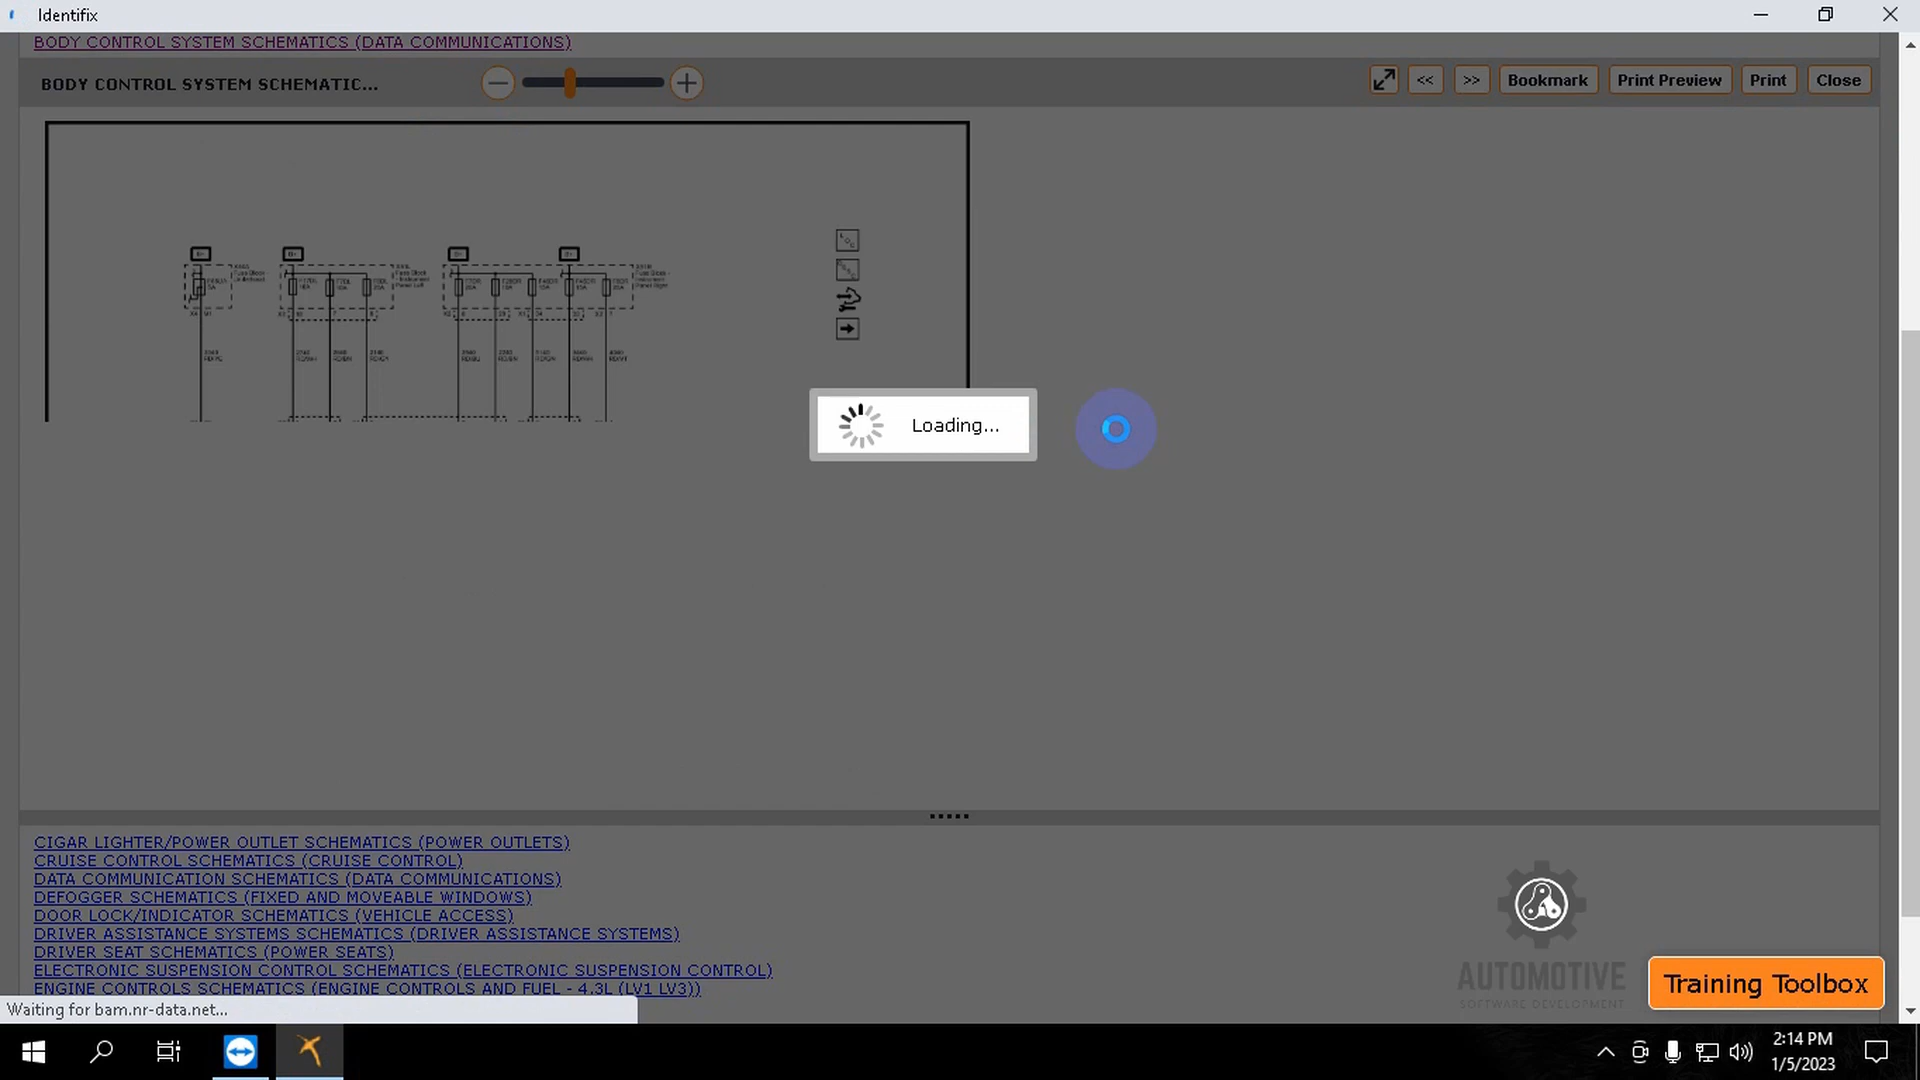 Identifix
BODY CONTROL SYSTEM SCHEMATICS (DATA COMMUNICATIONS)
BODY CONTROL SYSTEM SCHEMATIC...
<<
>>
Bookmark
Print Preview
Print
Close
Loading...
CIGAR LIGHTER/POWER OUTLET SCHEMATICS (POWER OUTLETS)
CRUISE CONTROL SCHEMATICS (CRUISE CONTROL)
DATA COMMUNICATION SCHEMATICS (DATA COMMUNICATIONS)
DEFOGGER SCHEMATICS (FIXED AND MOVEABLE WINDOWS)
DOOR LOCK/INDICATOR SCHEMATICS (VEHICLE ACCESS)
DRIVER ASSISTANCE SYSTEMS SCHEMATICS (DRIVER ASSISTANCE SYSTEMS)
DRIVER SEAT SCHEMATICS (POWER SEATS)
ELECTRONIC SUSPENSION CONTROL SCHEMATICS (ELECTRONIC SUSPENSION CONTROL)
ENGINE CONTROLS SCHEMATICS (ENGINE CONTROLS AND FUEL - 4.3L (LV1 LV3))
AUTOMOTIVE
SOFTWARE DEVELOPMENT
Training Toolbox
Waiting for bam.nr-data.net...
2:14 PM
1/5/2023